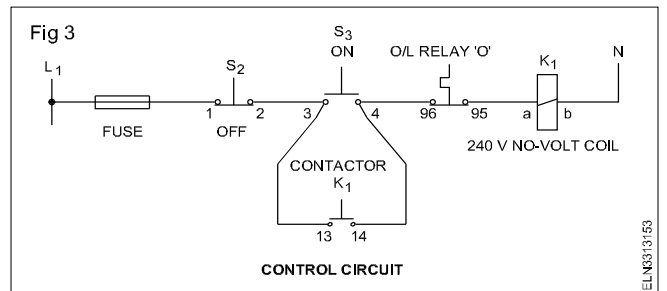 Fig 3
S3
ON
O/L RELAY 'O'
K1
N
L1
S2
1 2 3 4 96 95 a b
FUSE
OFF
240 V NO-VOLT COIL
CONTACTOR
K1
13 14
CONTROL CIRCUIT
ELN3313153